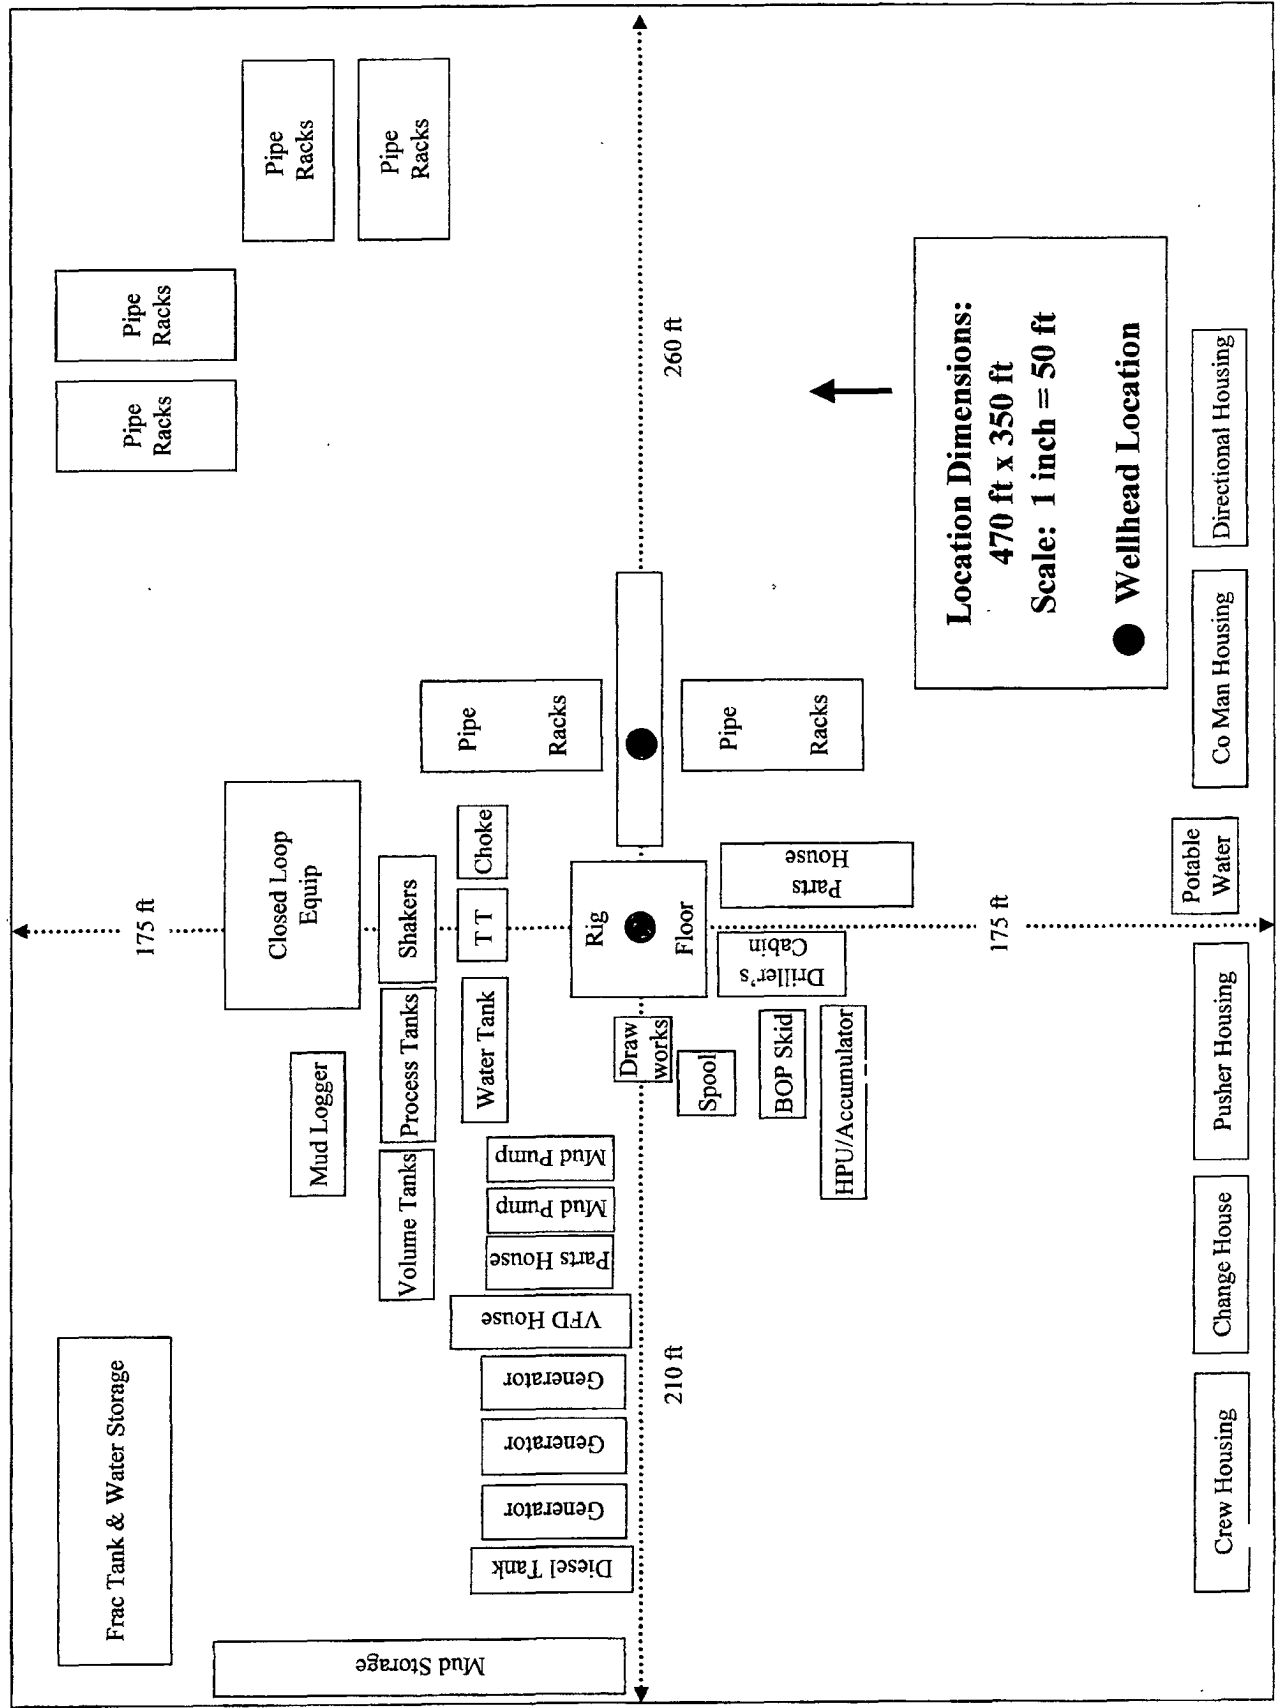 Frac Tank & Water Storage
Mud Storage
Diesel Tank
Generator
Generator
Generator
VFD House
Parts House
Mud Pump
Mud Pump
Volume Tanks
Process Tanks
Shakers
Mud Logger
Water Tank
T T
Choke
Closed Loop
Equip
175 ft
Pipe
Racks
Pipe
Racks
Pipe
Racks
Pipe
Racks
Pipe
Racks
Pipe
Racks
Rig
Floor
Draw
works
Spool
BOP Skid
HPU/Accumulator
Driller's
Cabin
Parts
House
210 ft
260 ft
175 ft
Location Dimensions:
470 ft x 350 ft
Scale: 1 inch = 50 ft
Wellhead Location
Crew Housing
Change House
Pusher Housing
Potable
Water
Co Man Housing
Directional Housing